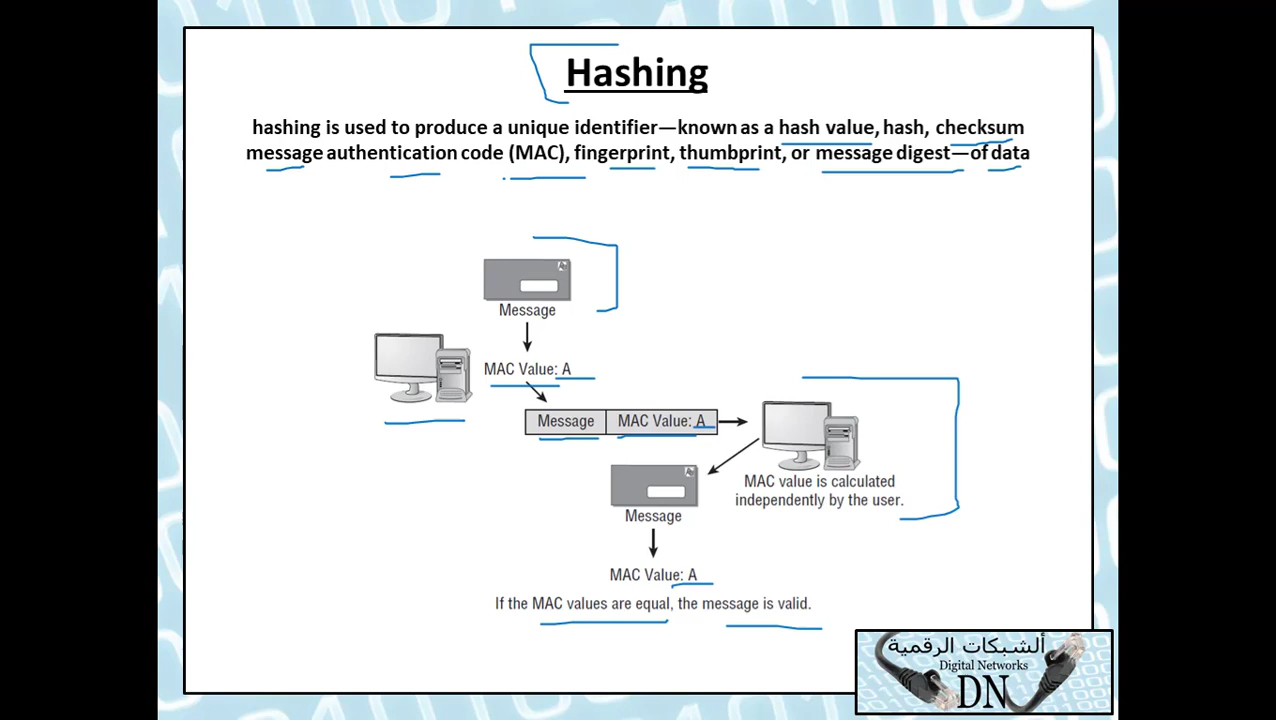 Hashing
hashing is used to produce a unique identifier—known as a hash value, hash, checksum
message authentication code (MAC), fingerprint, thumbprint, or message digest—of data
Message
MAC Value: A
Message MAC Value: A
MAC value is calculated
independently by the user.
Message
MAC Value: A
If the MAC values are equal, the message is valid.
ألشبكات الرقمية
Digital Networks
DN